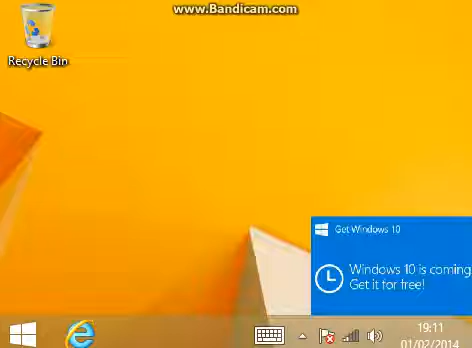 www.Bandicam.com
Recycle Bin
Get Windows 10
Windows 10 is coming
Get it for free!
19:11
01/02/2014